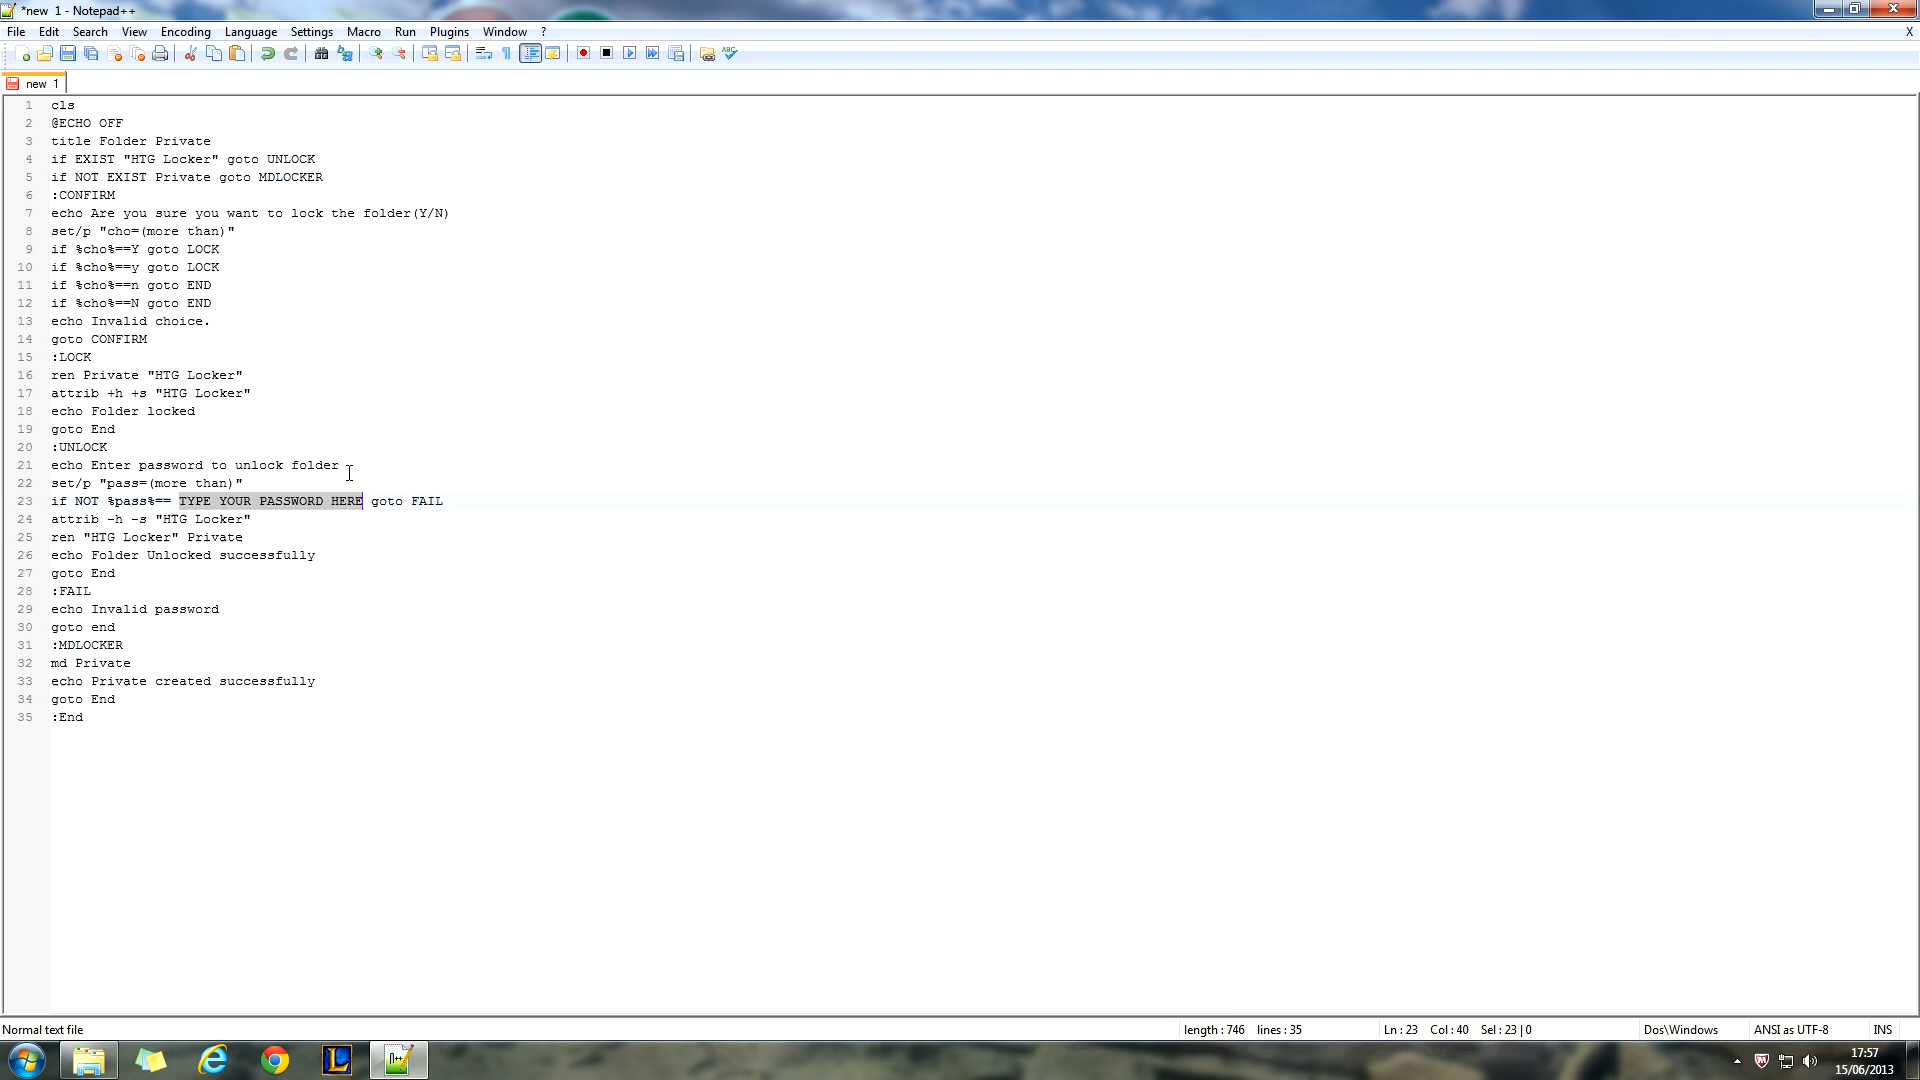 *new  1 - Notepad++
File Edit Search View Encoding Language Settings Macro Run Plugins Window ? X
new 1
1 cls
2 @ECHO OFF
3 title Folder Private
4 if EXIST "HTG Locker" goto UNLOCK
5 if NOT EXIST Private goto MDLOCKER
6 :CONFIRM
7 echo Are you sure you want to lock the folder(Y/N)
8 set/p "cho=(more than)"
9 if %cho%==Y goto LOCK
10 if %cho%==y goto LOCK
11 if %cho%==n goto END
12 if %cho%==N goto END
13 echo Invalid choice.
14 goto CONFIRM
15 :LOCK
16 ren Private "HTG Locker"
17 attrib +h +s "HTG Locker"
18 echo Folder locked
19 goto End
20 :UNLOCK
21 echo Enter password to unlock folder
22 set/p "pass=(more than)"
23 if NOT %pass%== TYPE YOUR PASSWORD HERE goto FAIL
24 attrib -h -s "HTG Locker"
25 ren "HTG Locker" Private
26 echo Folder Unlocked successfully
27 goto End
28 :FAIL
29 echo Invalid password
30 goto end
31 :MDLOCKER
32 md Private
33 echo Private created successfully
34 goto End
35 :End
Normal text file length : 746 lines : 35 Ln : 23 Col : 40 Sel : 23 | 0 Dos\Windows ANSI as UTF-8 INS
17:57
15/06/2013